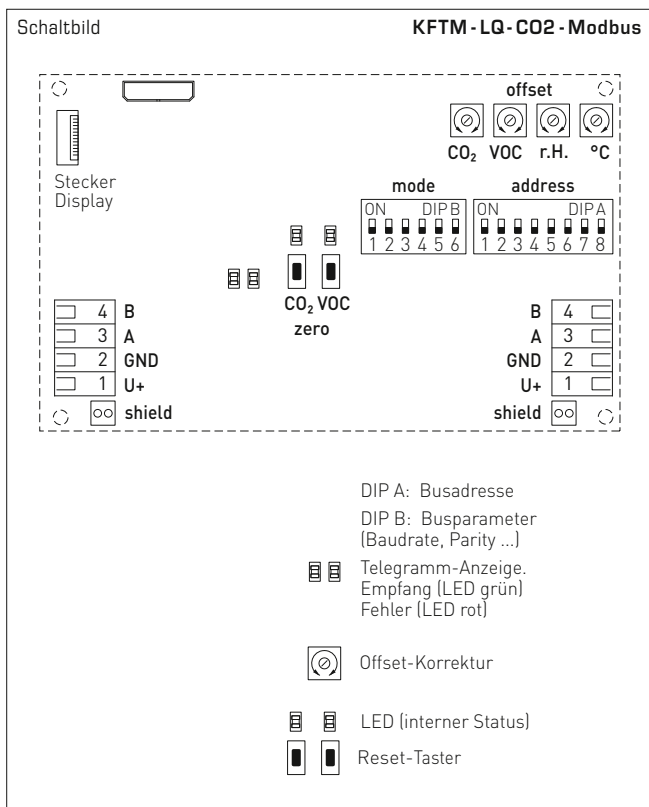 Schaltbild KFTM-LQ-CO2-Modbus
offset
CO₂ VOC r.H. °C
Stecker
Display
mode address
ON DIP B ON DIP A
1 2 3 4 5 6 1 2 3 4 5 6 7 8
CO₂ VOC
zero
4 B B 4
3 A A 3
2 GND GND 2
1 U+ U+ 1
shield shield
DIP A: Busadresse
DIP B: Busparameter
(Baudrate, Parity ...)
Telegramm-Anzeige.
Empfang (LED grün)
Fehler (LED rot)
Offset-Korrektur
LED (interner Status)
Reset-Taster